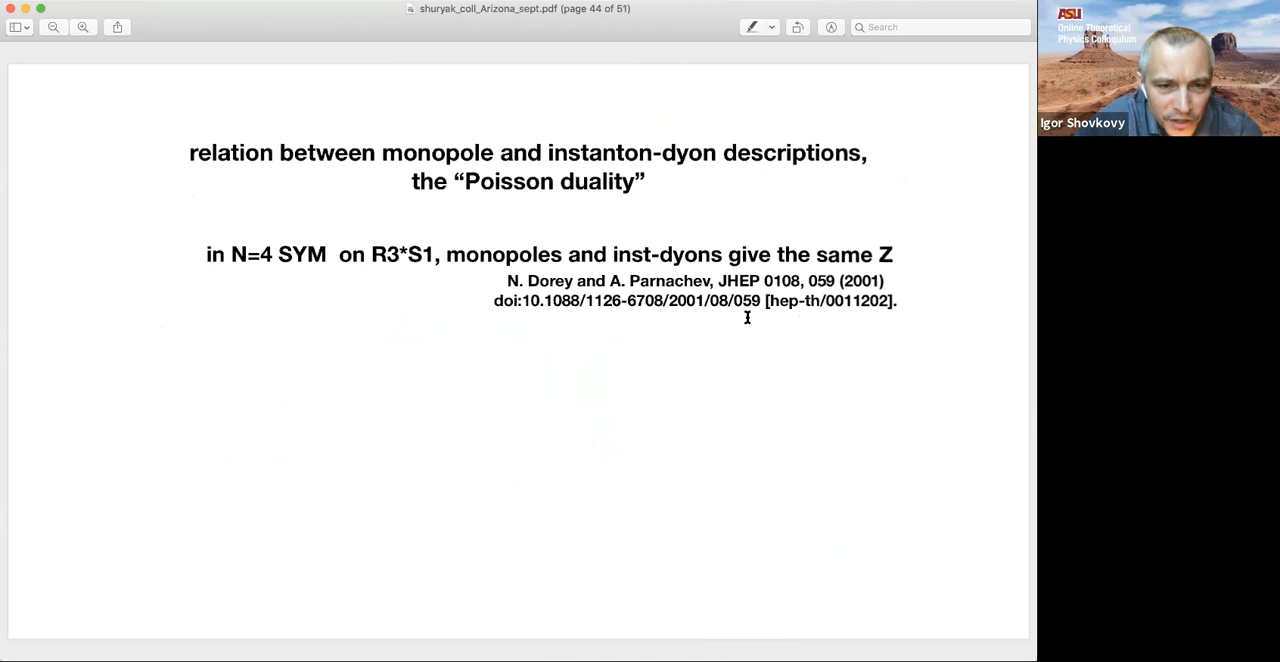 shuryak_coll_Arizona_sept.pdf (page 44 of 51)
Search
ASU
Online Theoretical
Physics Colloquium
Igor Shovkovy
relation between monopole and instanton-dyon descriptions,
the “Poisson duality”
in N=4 SYM on R3*S1, monopoles and inst-dyons give the same Z
N. Dorey and A. Parnachev, JHEP 0108, 059 (2001)
doi:10.1088/1126-6708/2001/08/059 [hep-th/0011202].